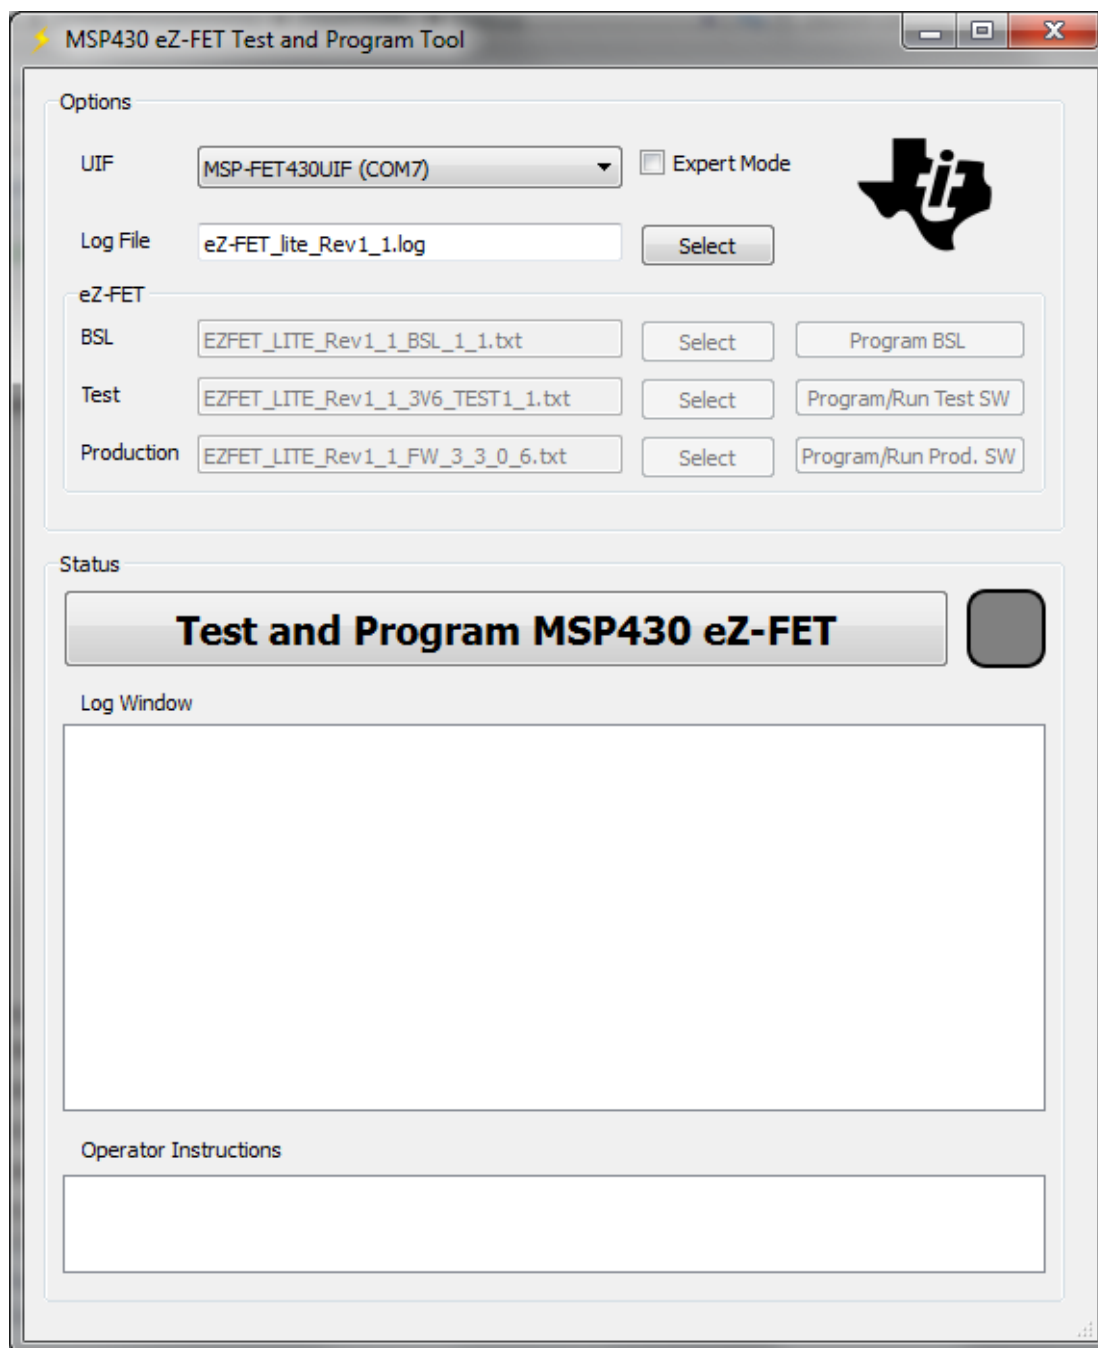 MSP430 eZ-FET Test and Program Tool
Options
UIF MSP-FET430UIF (COM7) Expert Mode
Log File eZ-FET_lite_Rev1_1.log Select
eZ-FET
BSL EZFET_LITE_Rev1_1_BSL_1_1.txt Select Program BSL
Test EZFET_LITE_Rev1_1_3V6_TEST1_1.txt Select Program/Run Test SW
Production EZFET_LITE_Rev1_1_FW_3_3_0_6.txt Select Program/Run Prod. SW
Status
Test and Program MSP430 eZ-FET
Log Window
Operator Instructions